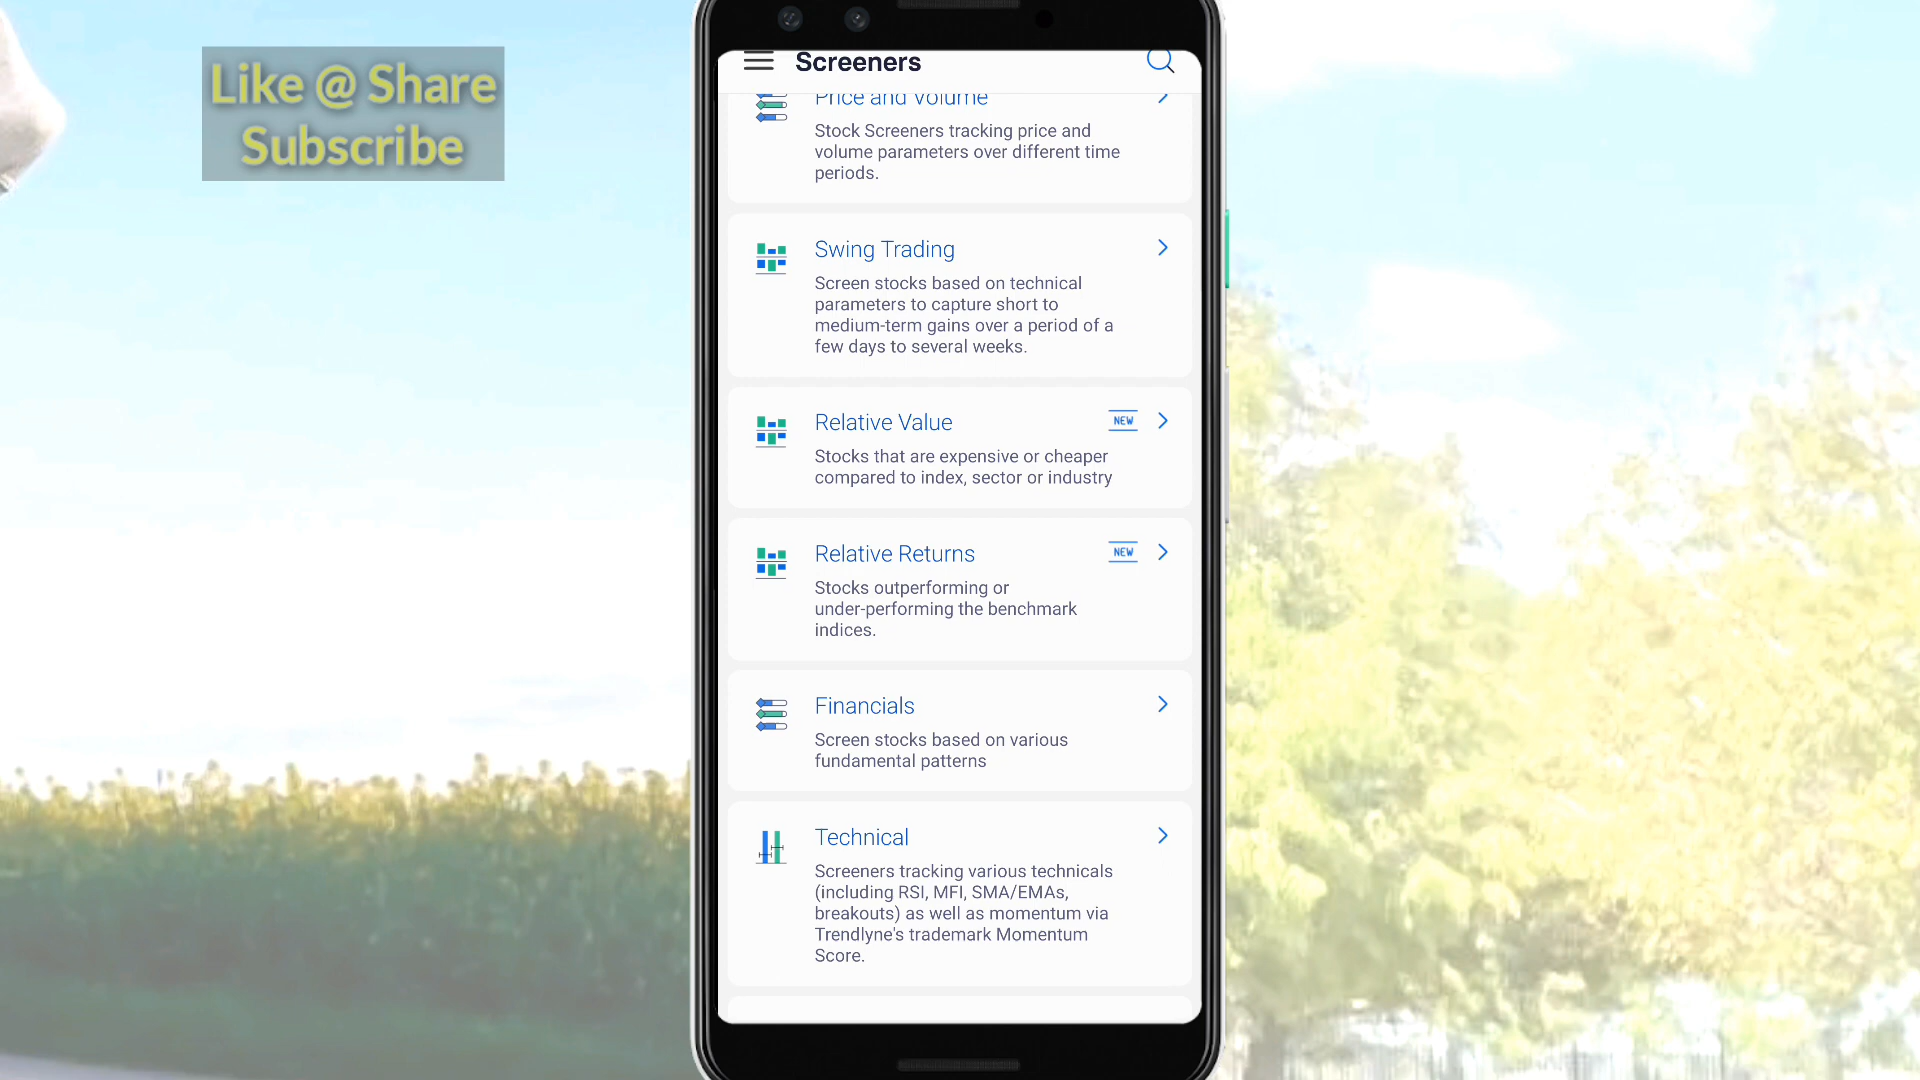 Like @ Share
Subscribe
Screeners
Price and Volume
Stock Screeners tracking price and
volume parameters over different time
periods.
Swing Trading
Screen stocks based on technical
parameters to capture short to
medium-term gains over a period of a
few days to several weeks.
Relative Value NEW
Stocks that are expensive or cheaper
compared to index, sector or industry
Relative Returns NEW
Stocks outperforming or
under-performing the benchmark
indices.
Financials
Screen stocks based on various
fundamental patterns
Technical
Screeners tracking various technicals
(including RSI, MFI, SMA/EMAs,
breakouts) as well as momentum via
Trendlyne's trademark Momentum
Score.